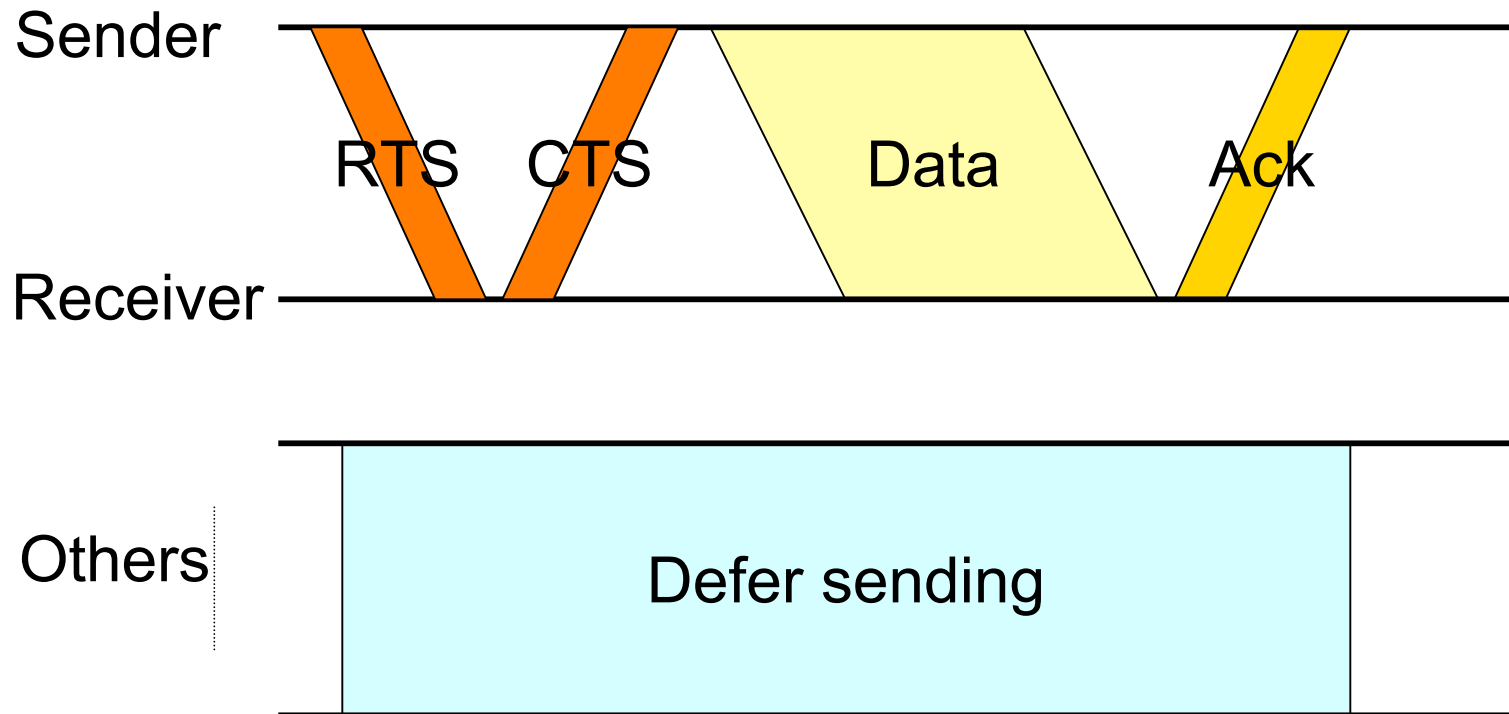 Sender
RTS CTS Data Ack
Receiver
Others
Defer sending